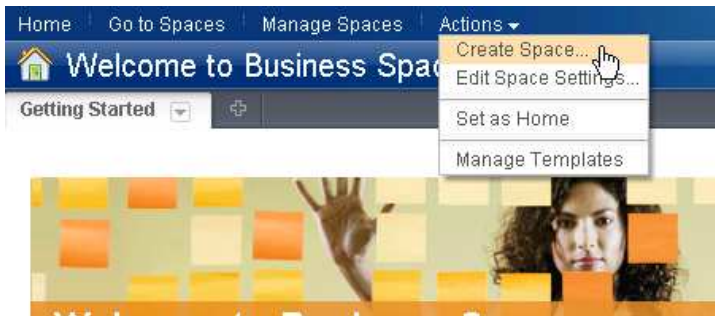 Home Go to Spaces Manage Spaces Actions
Create Space...
Welcome to Business Spac
Edit Space Settings...
Getting Started
Set as Home
Manage Templates